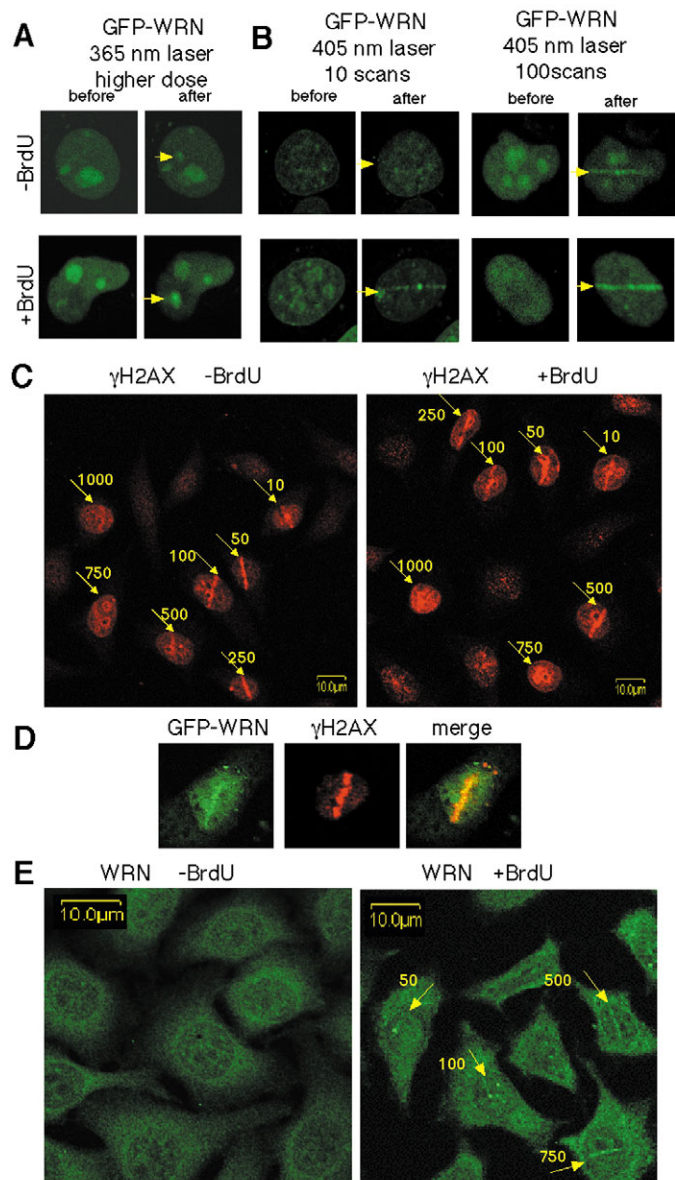 A
GFP-WRN
365 nm laser
higher dose
before after
B
GFP-WRN
405 nm laser
10 scans
before after
GFP-WRN
405 nm laser
100scans
before after
-BrdU
+BrdU
C
γH2AX -BrdU
1000
10
50
100
750
500
250
10.0μm
γH2AX +BrdU
250
100
50
10
1000
500
750
10.0μm
D
GFP-WRN γH2AX merge
E
WRN -BrdU
10.0μm
WRN +BrdU
10.0μm
50
500
100
750